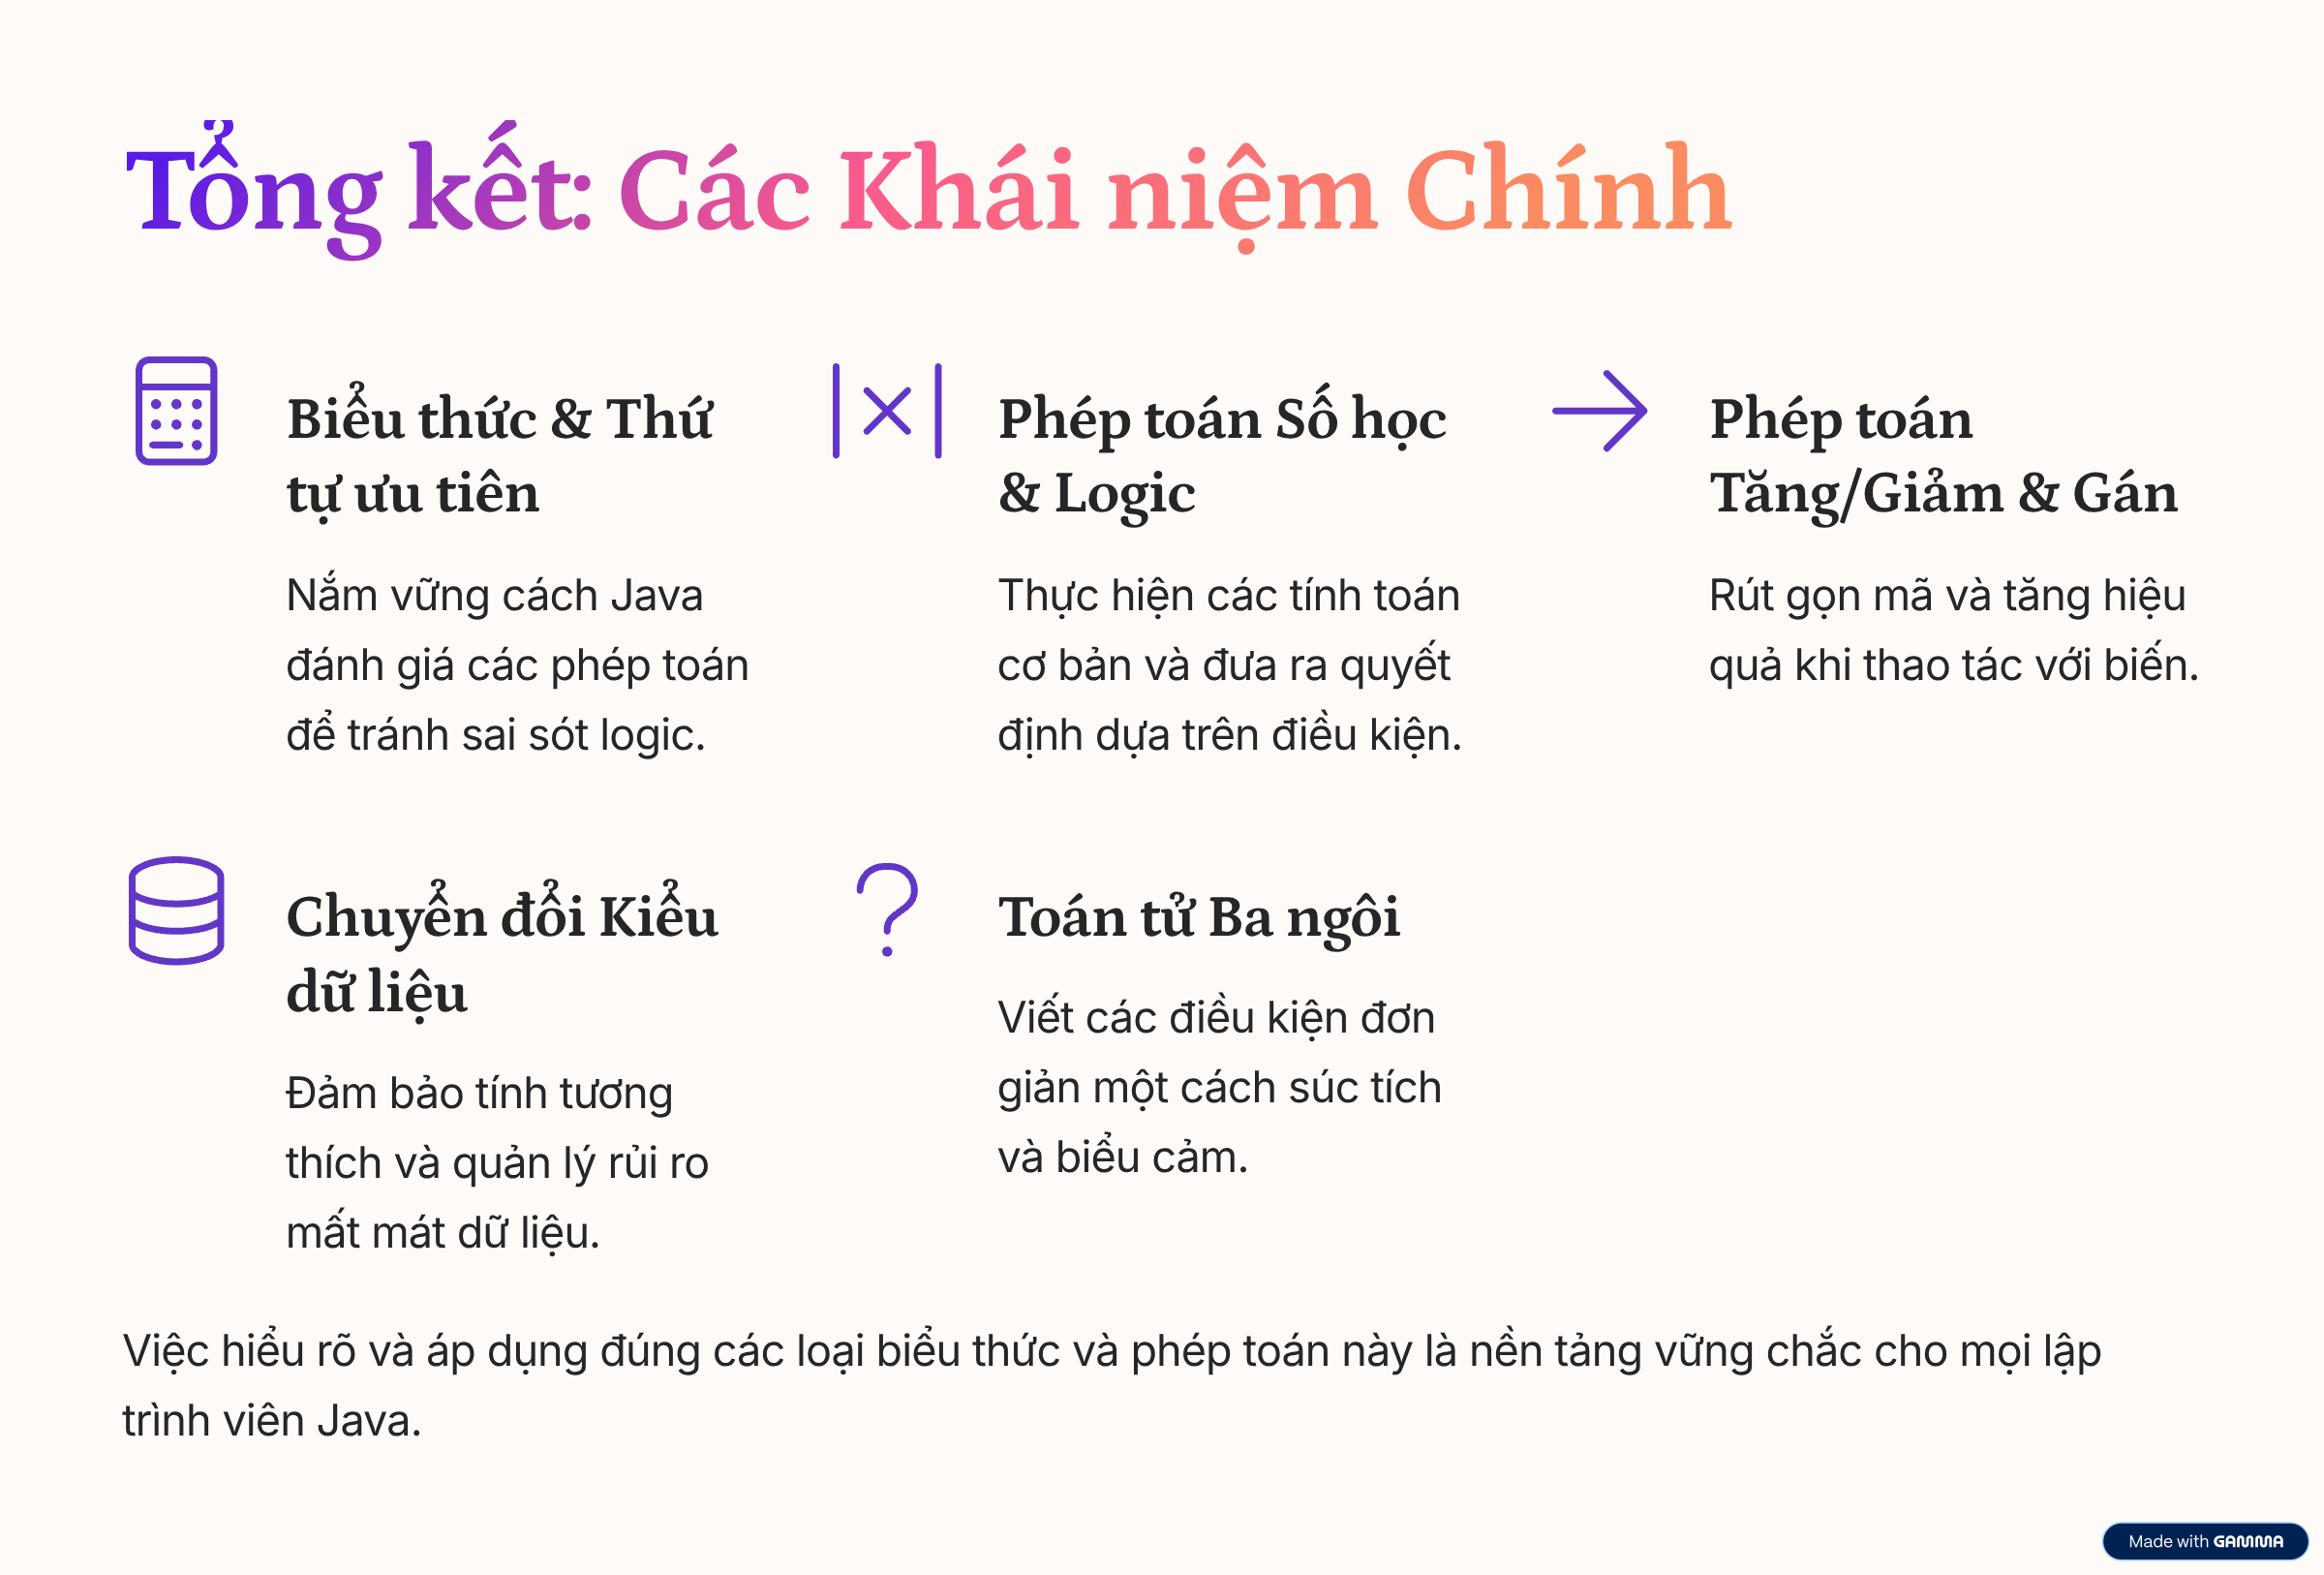 Tổng kết: Các Khái niệm Chính
Biểu thức & Thứ
tự ưu tiên
Nắm vững cách Java
đánh giá các phép toán
để tránh sai sót logic.
Phép toán Số học
& Logic
Thực hiện các tính toán
cơ bản và đưa ra quyết
định dựa trên điều kiện.
Phép toán
Tăng/Giảm & Gán
Rút gọn mã và tăng hiệu
quả khi thao tác với biến.
Chuyển đổi Kiểu
dữ liệu
Đảm bảo tính tương
thích và quản lý rủi ro
mất mát dữ liệu.
Toán tử Ba ngôi
Viết các điều kiện đơn
giản một cách súc tích
và biểu cảm.
Việc hiểu rõ và áp dụng đúng các loại biểu thức và phép toán này là nền tảng vững chắc cho mọi lập
trình viên Java.
Made with GAMMA